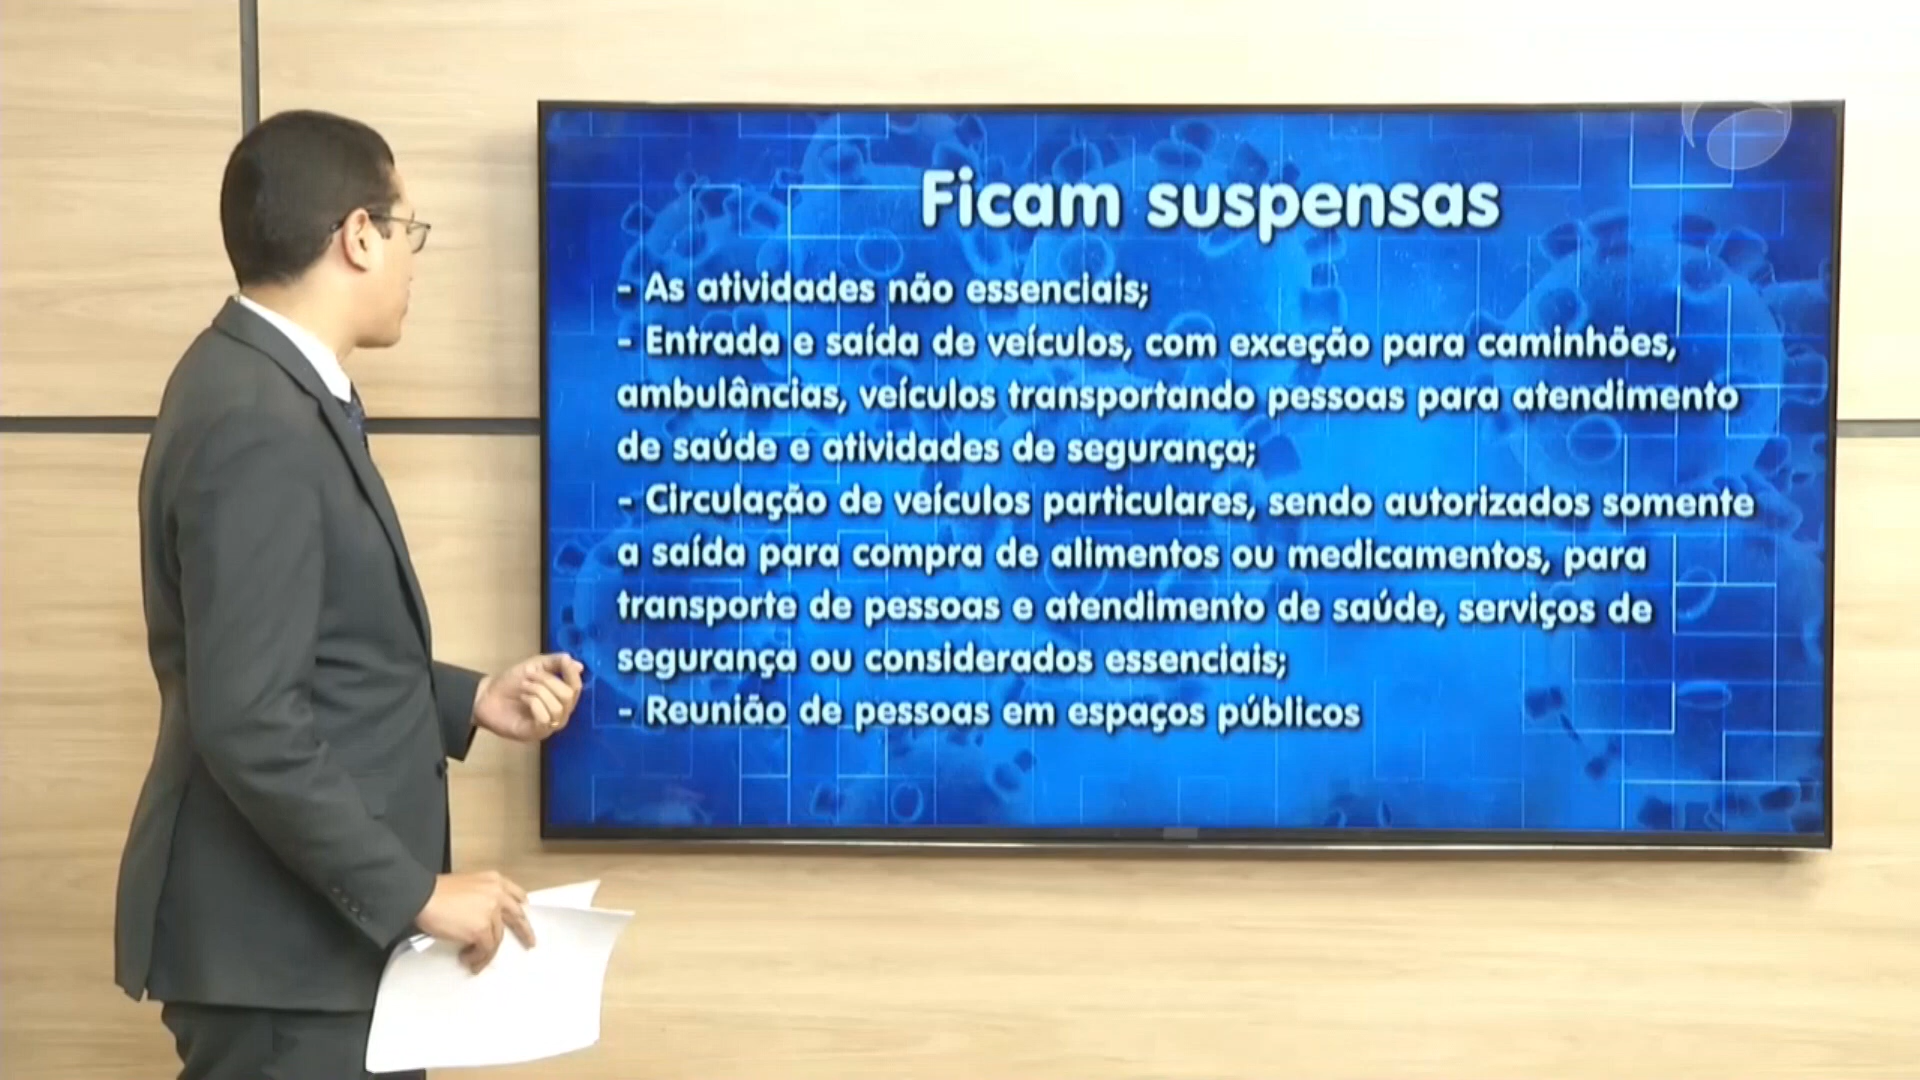 Ficam suspensas
- As atividades não essenciais;
- Entrada e saída de veículos, com exceção para caminhões,
ambulâncias, veículos transportando pessoas para atendimento
de saúde e atividades de segurança;
- Circulação de veículos particulares, sendo autorizados somente
a saída para compra de alimentos ou medicamentos, para
transporte de pessoas e atendimento de saúde, serviços de
segurança ou considerados essenciais;
- Reunião de pessoas em espaços públicos